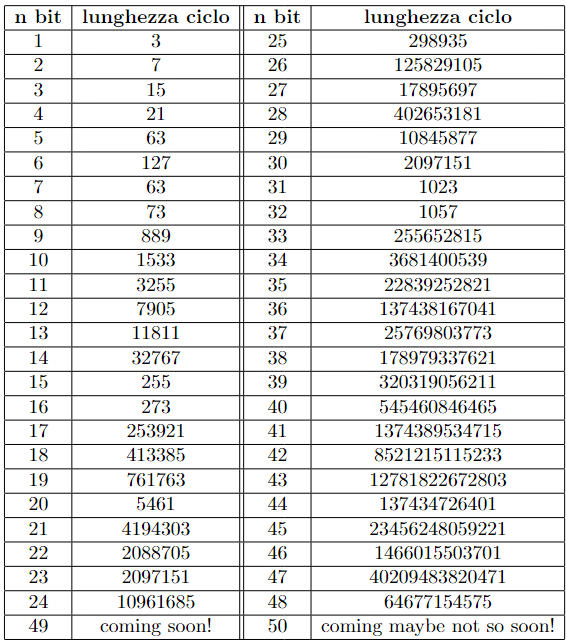 n bit lunghezza ciclo n bit lunghezza ciclo
1 3 25 298935
2 7 26 125829105
3 15 27 17895697
4 21 28 402653181
5 63 29 10845877
6 127 30 2097151
7 63 31 1023
8 73 32 1057
9 889 33 255652815
10 1533 34 3681400539
11 3255 35 22839252821
12 7905 36 137438167041
13 11811 37 25769803773
14 32767 38 178979337621
15 255 39 320319056211
16 273 40 545460846465
17 253921 41 1374389534715
18 413385 42 8521215115233
19 761763 43 12781822672803
20 5461 44 137434726401
21 4194303 45 23456248059221
22 2088705 46 1466015503701
23 2097151 47 40209483820471
24 10961685 48 64677154575
49 coming soon! 50 coming maybe not so soon!